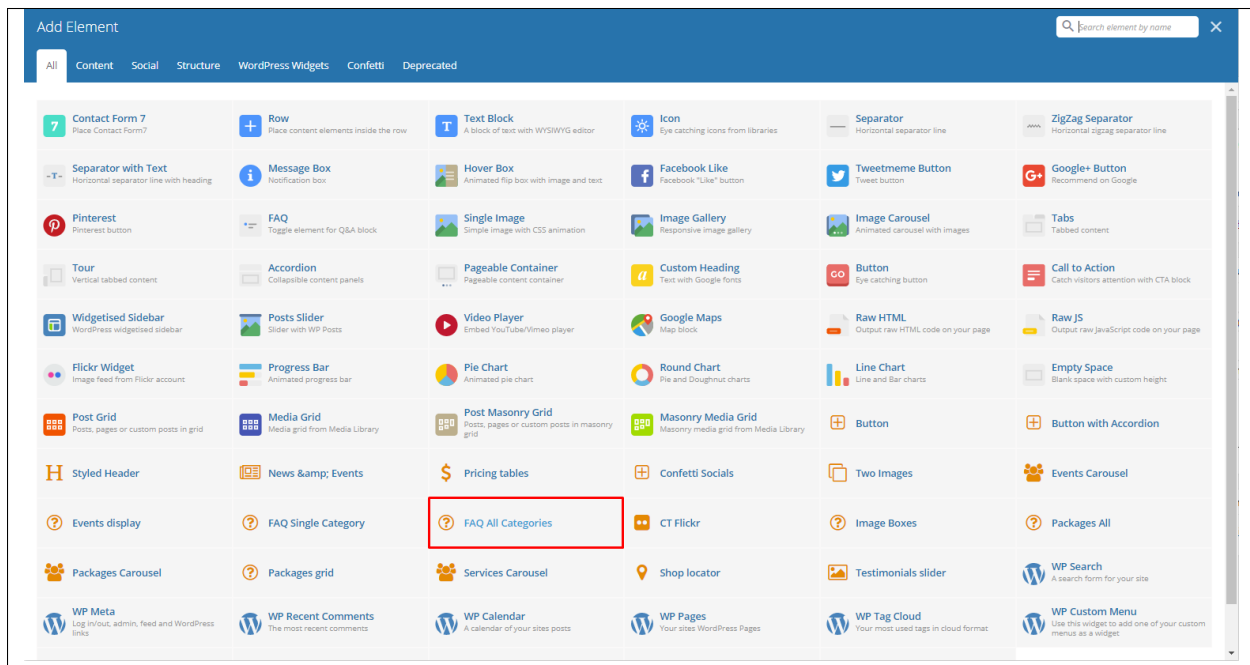 Add Element
Search element by name
All Content Social Structure WordPress Widgets Confetti Deprecated
7
Contact Form 7
Place Contact Form7
Row
Place content elements inside the row
T
Text Block
A block of text with WYSIWYG editor
Icon
Eye catching icons from libraries
Separator
Horizontal separator line
ZigZag Separator
Horizontal zigzag separator line
-T-
Separator with Text
Horizontal separator line with heading
i
Message Box
Notification box
Hover Box
Animated flip box with image and text
f
Facebook Like
Facebook "Like" button
Tweetmeme Button
Tweet button
G+
Google+ Button
Recommend on Google
Pinterest
Pinterest button
FAQ
Toggle element for Q&A block
Single Image
Simple image with CSS animation
Image Gallery
Responsive image gallery
Image Carousel
Animated carousel with images
Tabs
Tabbed content
Tour
Vertical tabbed content
Accordion
Collapsible content panels
Pageable Container
Pageable content container
a
Custom Heading
Text with Google fonts
GO
Button
Eye catching button
Call to Action
Catch visitors attention with CTA block
Widgetised Sidebar
WordPress widgetised sidebar
Posts Slider
Slider with WP Posts
Video Player
Embed YouTube/Vimeo player
Google Maps
Map block
Raw HTML
Output raw HTML code on your page
Raw JS
Output raw JavaScript code on your page
Flickr Widget
Image feed from Flickr account
Progress Bar
Animated progress bar
Pie Chart
Animated pie chart
Round Chart
Pie and Doughnut charts
Line Chart
Line and Bar charts
Empty Space
Blank space with custom height
Post Grid
Posts, pages or custom posts in grid
Media Grid
Media grid from Media Library
Post Masonry Grid
Posts, pages or custom posts in masonry
grid
Masonry Media Grid
Masonry media grid from Media Library
Button
Button with Accordion
H
Styled Header
News &amp; Events
$
Pricing tables
Confetti Socials
Two Images
Events Carousel
?
Events display
?
FAQ Single Category
?
FAQ All Categories
CT Flickr
?
Image Boxes
?
Packages All
Packages Carousel
?
Packages grid
Services Carousel
Shop locator
Testimonials slider
WP Search
A search form for your site
WP Meta
Log in/out, admin, feed and WordPress
links
WP Recent Comments
The most recent comments
WP Calendar
A calendar of your sites posts
WP Pages
Your sites WordPress Pages
WP Tag Cloud
Your most used tags in cloud format
WP Custom Menu
Use this widget to add one of your custom
menus as a widget